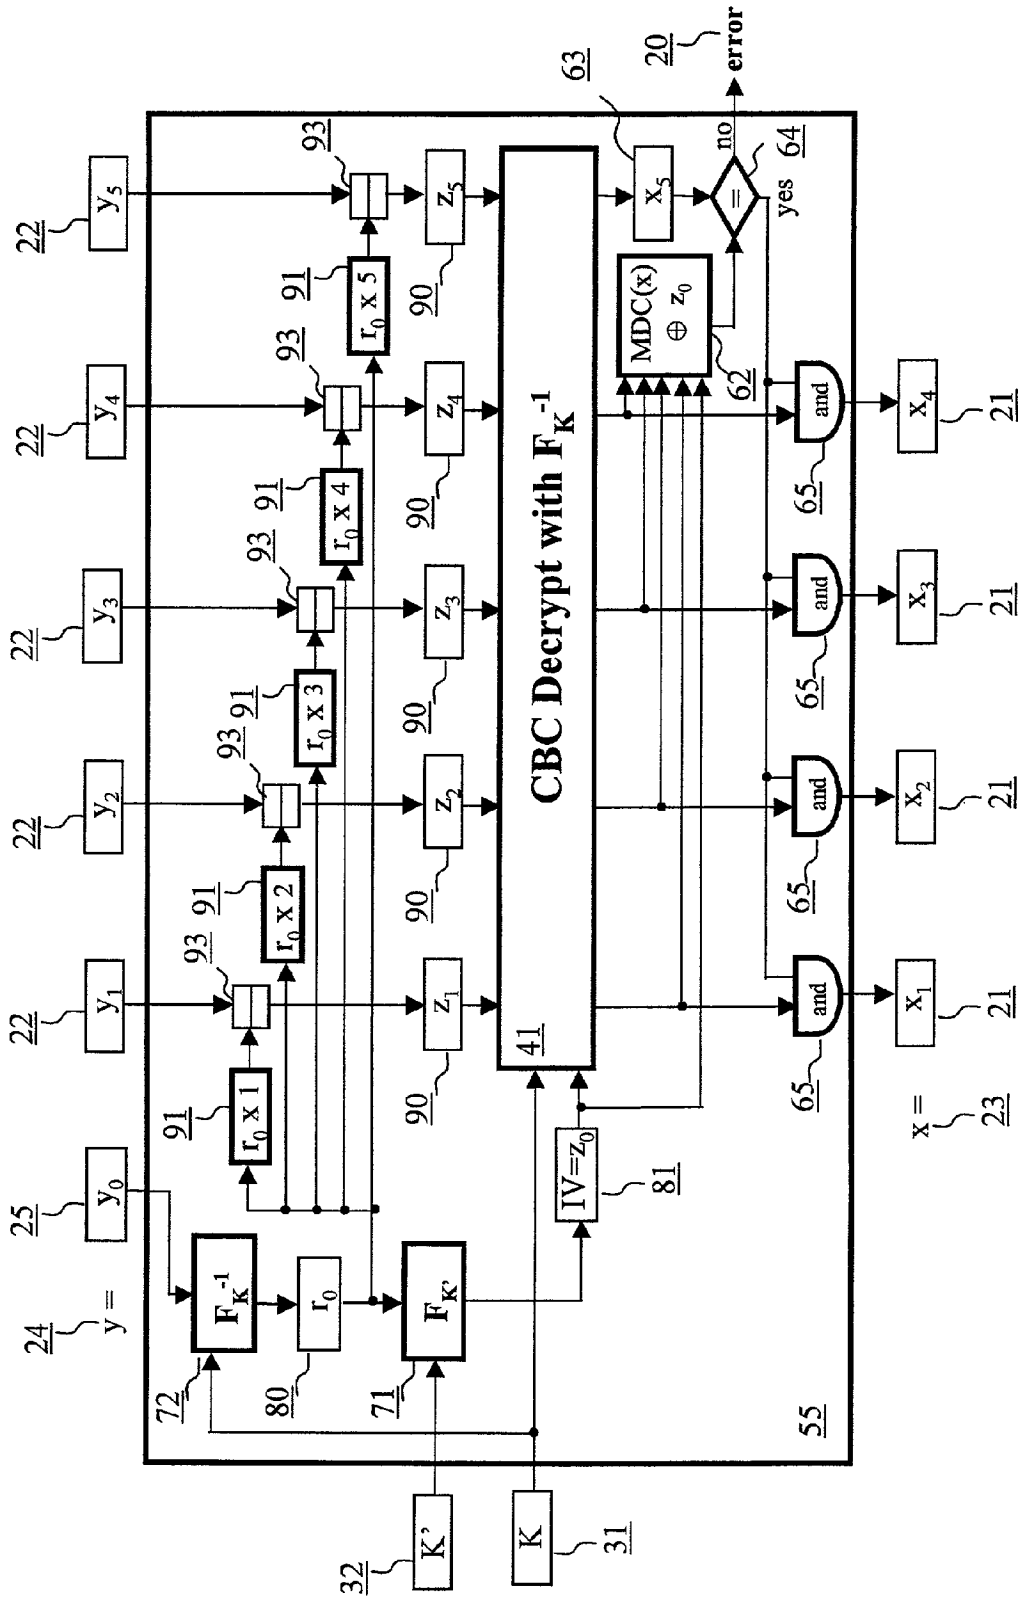 24 25 22 22 22 22 22
y = y₀ y₁ y₂ y₃ y₄ y₅
72 91 93 91 93 91 93 91 93 91 93
F_K⁻¹ r₀ x 1 r₀ x 2 r₀ x 3 r₀ x 4 r₀ x 5
80 r₀
32 71 90 90 90 90 90
K' F_K' z₁ z₂ z₃ z₄ z₅
K 41 CBC Decrypt with F_K⁻¹
31 IV=z₀ 63
81 MDC(x) x₅
⊕ z₀
62 = no 20 error
yes 64
65 65 65 65
and and and and
55
x = x₁ x₂ x₃ x₄
23 21 21 21 21